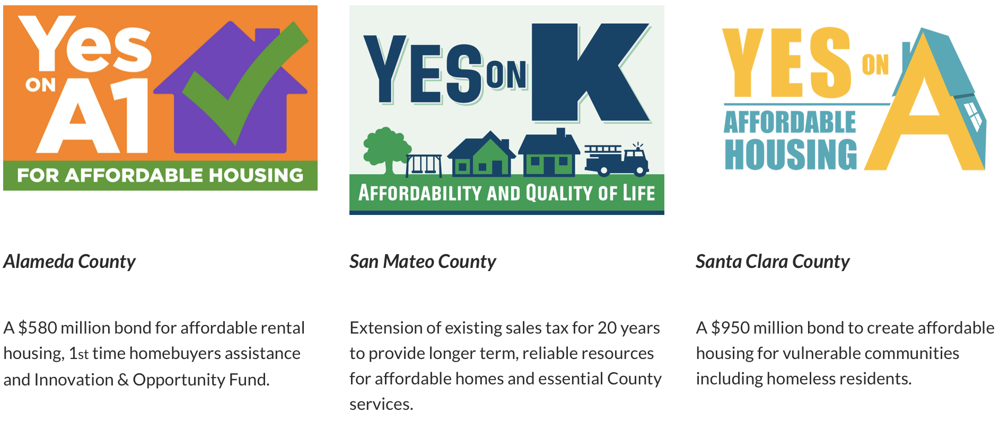 Yes
ON
A1
FOR AFFORDABLE HOUSING
YES ON K
AFFORDABILITY AND QUALITY OF LIFE
YES ON A
AFFORDABLE
HOUSING
Alameda County
A $580 million bond for affordable rental
housing, 1st time homebuyers assistance
and Innovation & Opportunity Fund.
San Mateo County
Extension of existing sales tax for 20 years
to provide longer term, reliable resources
for affordable homes and essential County
services.
Santa Clara County
A $950 million bond to create affordable
housing for vulnerable communities
including homeless residents.